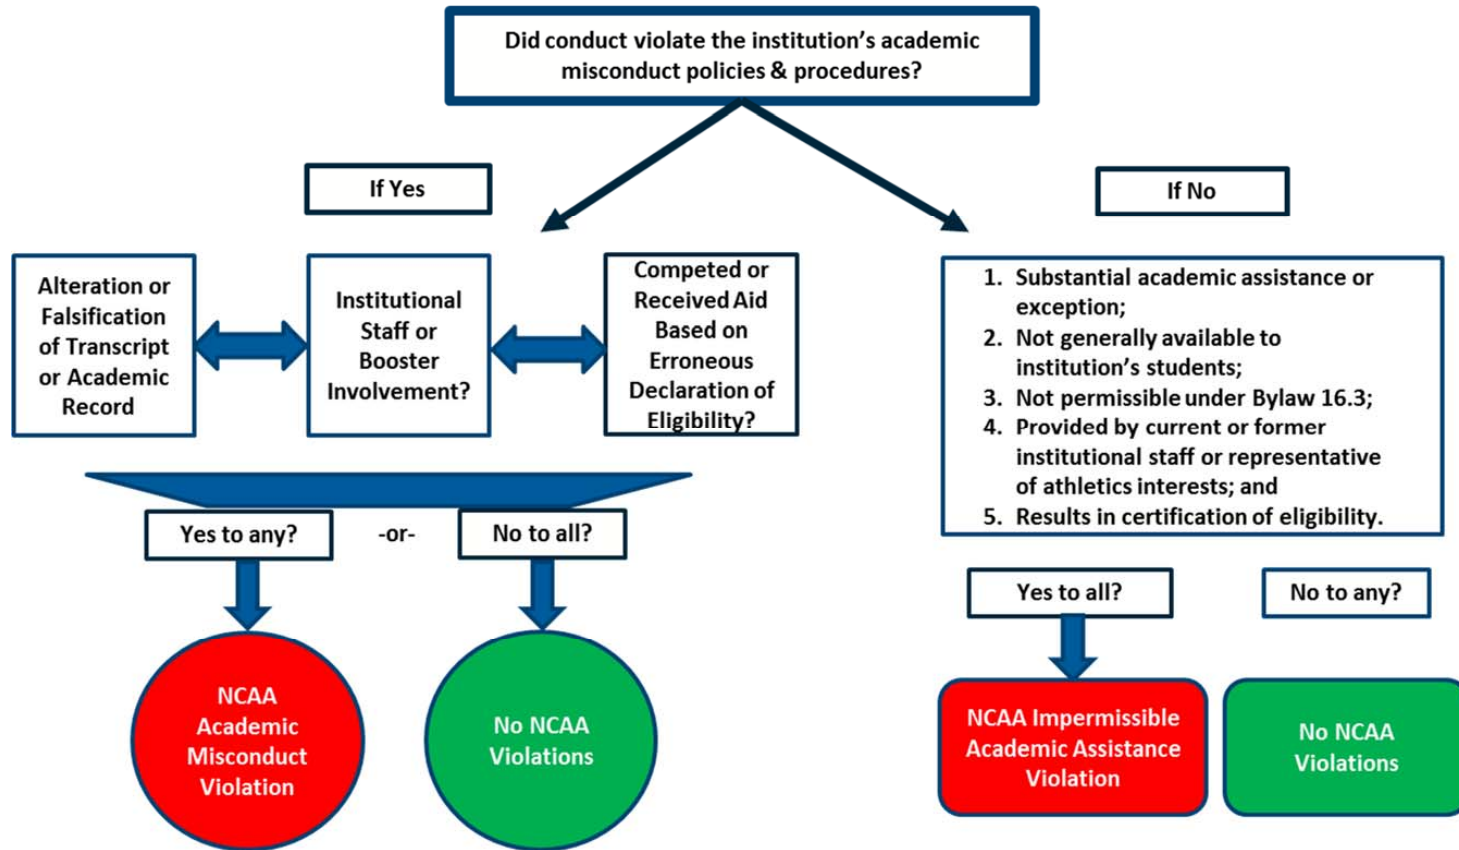 Did conduct violate the institution's academic
misconduct policies & procedures?
If Yes
If No
Alteration or
Falsification
of Transcript
or Academic
Record
Institutional
Staff or
Booster
Involvement?
Competed or
Received Aid
Based on
Erroneous
Declaration of
Eligibility?
1. Substantial academic assistance or
exception;
2. Not generally available to
institution's students;
3. Not permissible under Bylaw 16.3;
4. Provided by current or former
institutional staff or representative
of athletics interests; and
5. Results in certification of eligibility.
Yes to any?
-or-
No to all?
Yes to all?
No to any?
NCAA
Academic
Misconduct
Violation
No NCAA
Violations
NCAA Impermissible
Academic Assistance
Violation
No NCAA
Violations